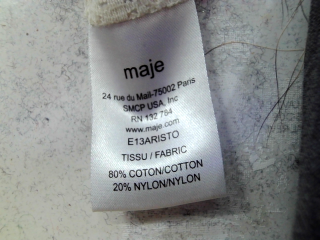 maje
24 rue du Mail-75002 Paris
SMCP USA, Inc
RN 132 784
www.maje.com
E13ARISTO
TISSU / FABRIC
80% COTON/COTTON
20% NYLON/NYLON